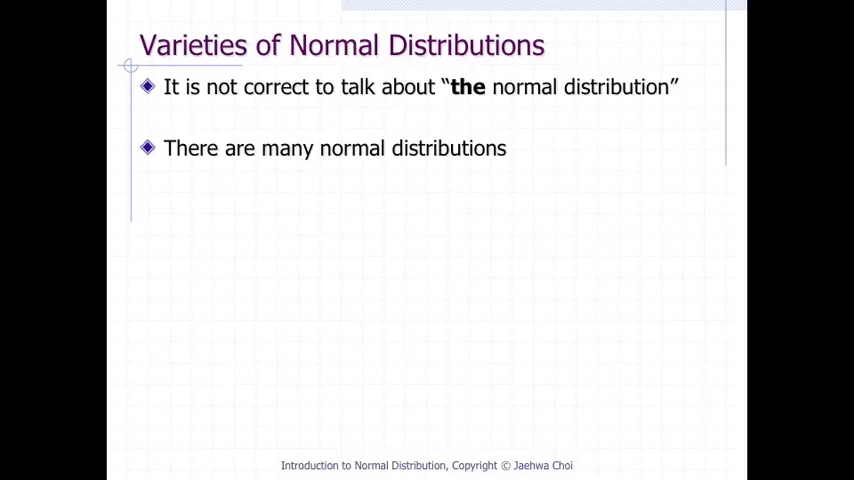 Varieties of Normal Distributions
It is not correct to talk about “the normal distribution”
There are many normal distributions
Introduction to Normal Distribution, Copyright © Jaehwa Choi